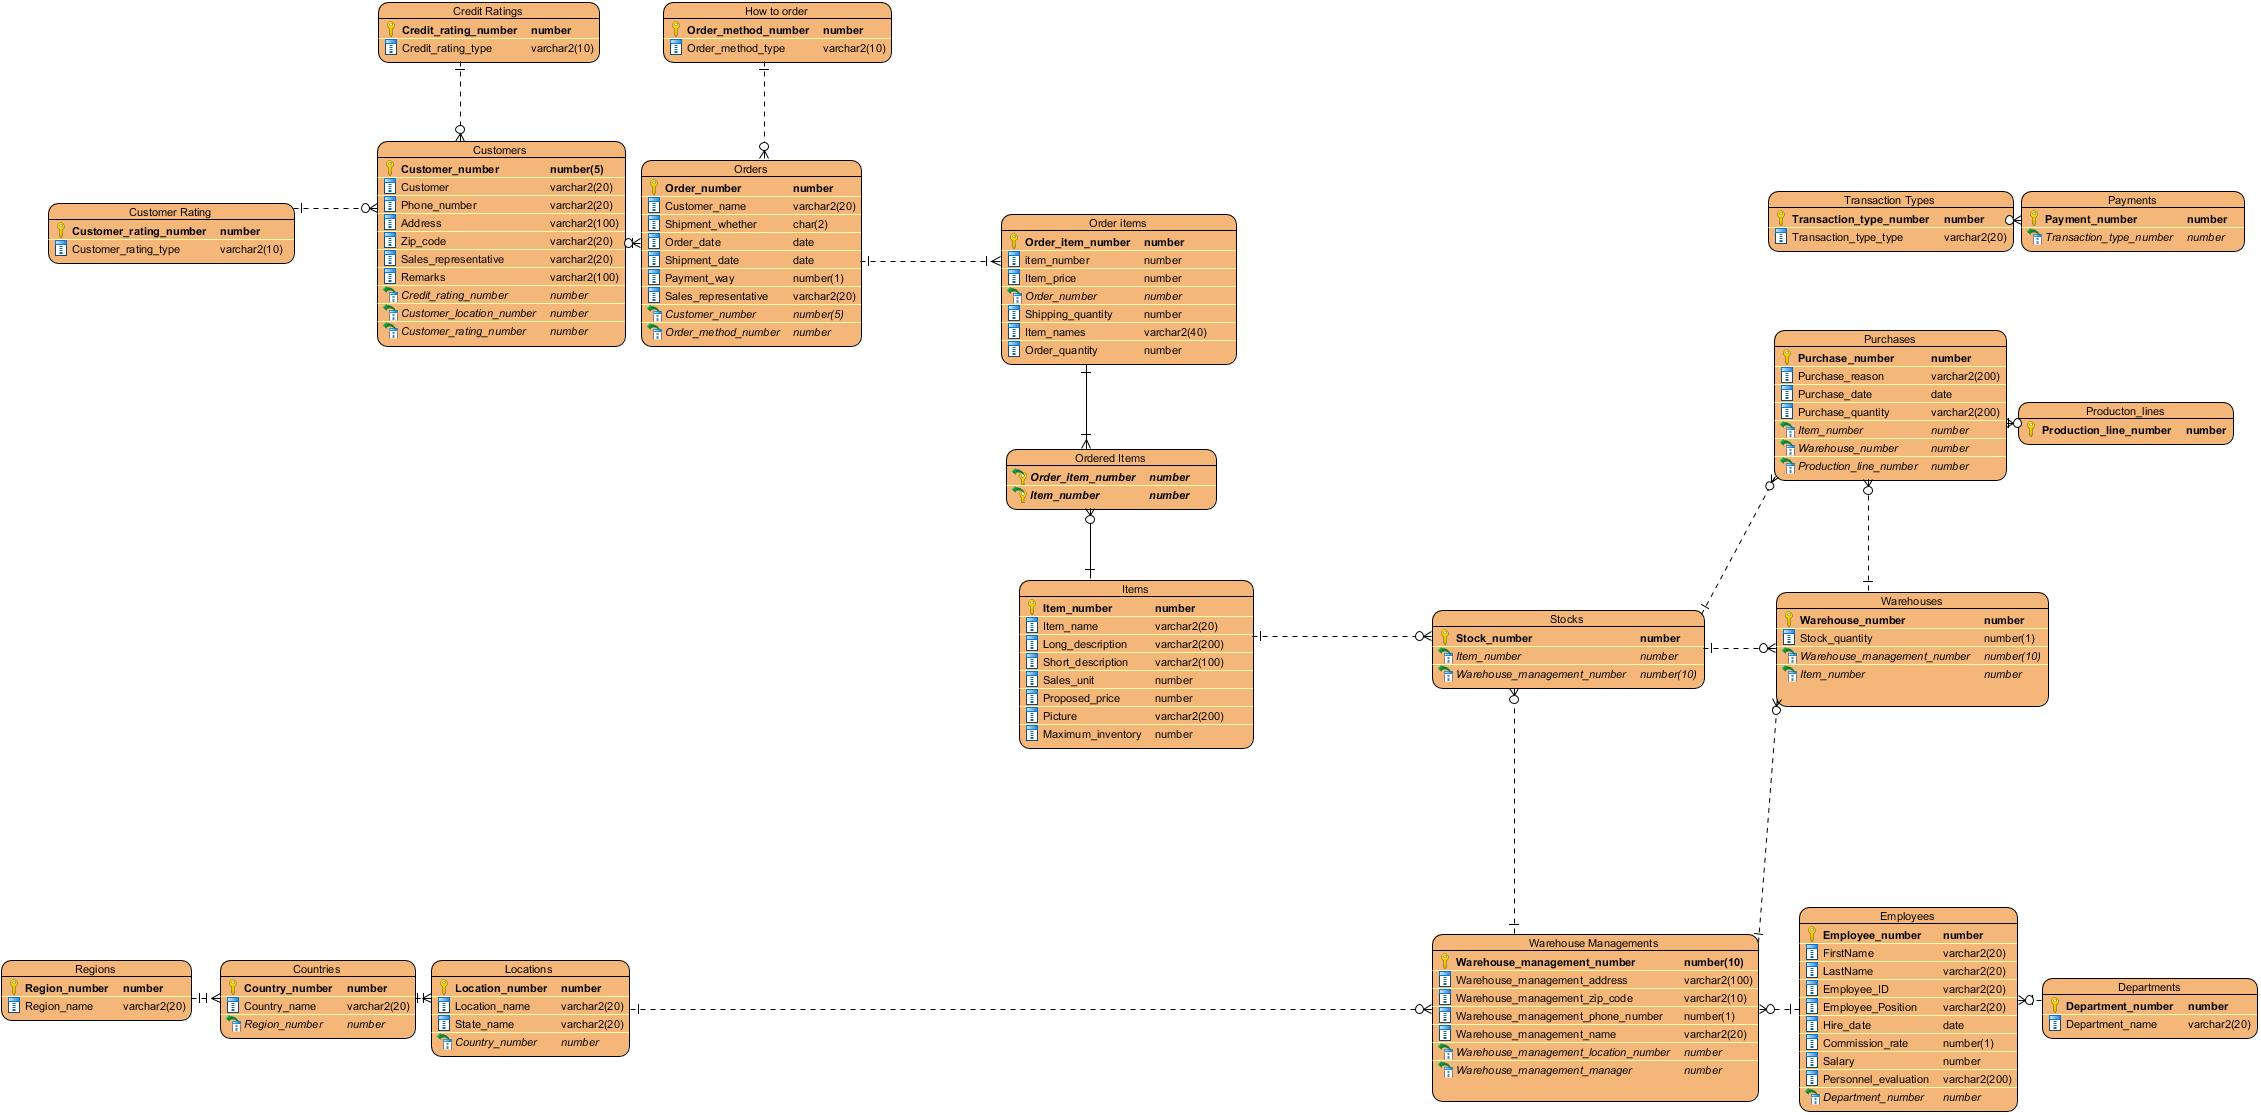 Credit Ratings
Credit_rating_number number
Credit_rating_type varchar2(10)
How to order
Order_method_number number
Order_method_type varchar2(10)
Customers
Customer_number number(5)
Customer varchar2(20)
Phone_number varchar2(20)
Address varchar2(100)
Zip_code varchar2(20)
Sales_representative varchar2(20)
Remarks varchar2(100)
Credit_rating_number number
Customer_location_number number
Customer_rating_number number
Orders
Order_number number
Customer_name varchar2(20)
Shipment_whether char(2)
Order_date date
Shipment_date date
Payment_way number(1)
Sales_representative varchar2(20)
Customer_number number(5)
Order_method_number number
Customer Rating
Customer_rating_number number
Customer_rating_type varchar2(10)
Order items
Order_item_number number
item_number number
Item_price number
Order_number number
Shipping_quantity number
Item_names varchar2(40)
Order_quantity number
Transaction Types
Transaction_type_number number
Transaction_type_type varchar2(20)
Payments
Payment_number number
Transaction_type_number number
Purchases
Purchase_number number
Purchase_reason varchar2(200)
Purchase_date date
Purchase_quantity varchar2(200)
Item_number number
Warehouse_number number
Production_line_number number
Producton_lines
Production_line_number number
Ordered Items
Order_item_number number
Item_number number
Items
Item_number number
Item_name varchar2(20)
Long_description varchar2(200)
Short_description varchar2(100)
Sales_unit number
Proposed_price number
Picture varchar2(200)
Maximum_inventory number
Stocks
Stock_number number
Item_number number
Warehouse_management_number number(10)
Warehouses
Warehouse_number number
Stock_quantity number(1)
Warehouse_management_number number(10)
Item_number number
Regions
Region_number number
Region_name varchar2(20)
Countries
Country_number number
Country_name varchar2(20)
Region_number number
Locations
Location_number number
Location_name varchar2(20)
State_name varchar2(20)
Country_number number
Warehouse Managements
Warehouse_management_number number(10)
Warehouse_management_address varchar2(100)
Warehouse_management_zip_code varchar2(10)
Warehouse_management_phone_number number(1)
Warehouse_management_name varchar2(20)
Warehouse_management_location_number number
Warehouse_management_manager number
Employees
Employee_number number
FirstName varchar2(20)
LastName varchar2(20)
Employee_ID varchar2(20)
Employee_Position varchar2(20)
Hire_date date
Commission_rate number(1)
Salary number
Personnel_evaluation varchar2(200)
Department_number number
Departments
Department_number number
Department_name varchar2(20)